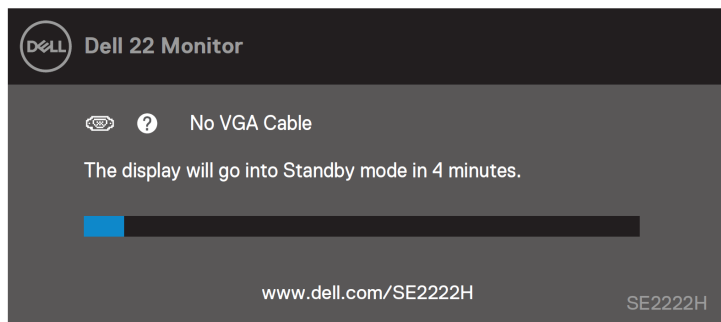 DELL
Dell 22 Monitor
? No VGA Cable
The display will go into Standby mode in 4 minutes.
www.dell.com/SE2222H
SE2222H